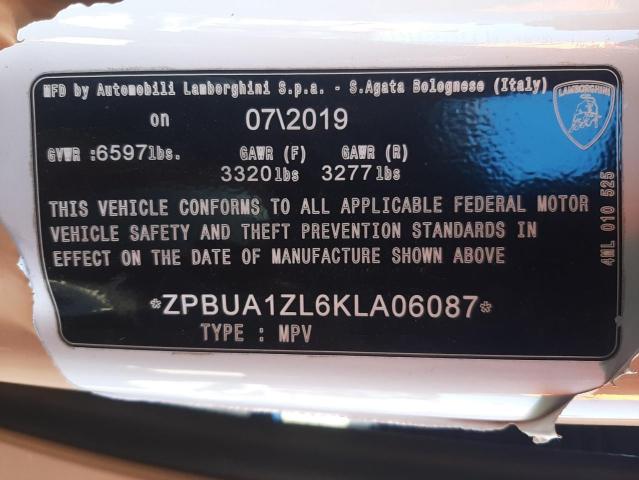 MFD by Automobili Lamborghini S.p.a. - S.Agata Bolognese (Italy)
on 07\2019
GVWR :6597lbs. GAWR (F) GAWR (R)
3320lbs 3277lbs
THIS VEHICLE CONFORMS TO ALL APPLICABLE FEDERAL MOTOR
VEHICLE SAFETY AND THEFT PREVENTION STANDARDS IN
EFFECT ON THE DATE OF MANUFACTURE SHOWN ABOVE
*ZPBUA1ZL6KLA06087*
TYPE : MPV
LAMBORGHINI
4ML 010 525